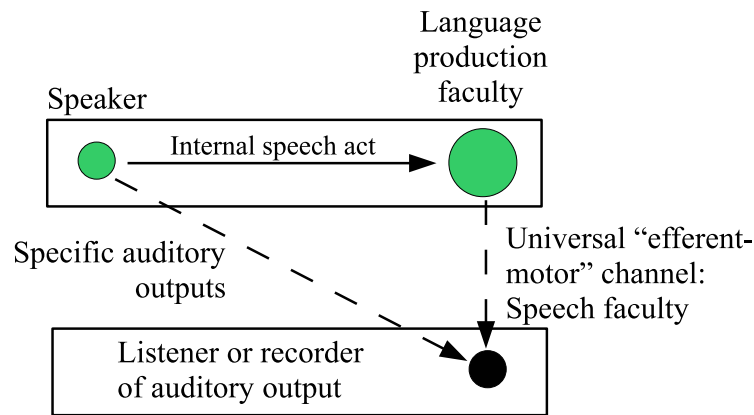 Language
production
faculty
Speaker
Internal speech act
Specific auditory
outputs
Universal “efferent-
motor” channel:
Speech faculty
Listener or recorder
of auditory output